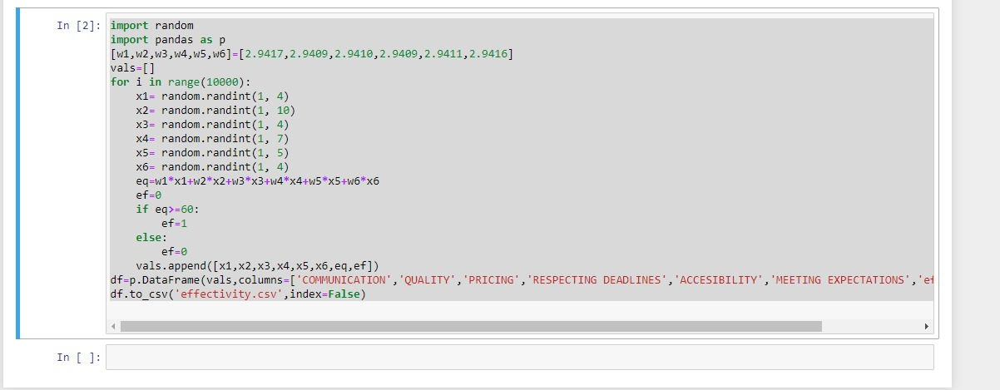 In [2]:
import random
import pandas as p
[w1,w2,w3,w4,w5,w6]=[2.9417,2.9409,2.9410,2.9409,2.9411,2.9416]
vals=[]
for i in range(10000):
    x1= random.randint(1, 4)
    x2= random.randint(1, 10)
    x3= random.randint(1, 4)
    x4= random.randint(1, 7)
    x5= random.randint(1, 5)
    x6= random.randint(1, 4)
    eq=w1*x1+w2*x2+w3*x3+w4*x4+w5*x5+w6*x6
    ef=0
    if eq>=60:
        ef=1
    else:
        ef=0
    vals.append([x1,x2,x3,x4,x5,x6,eq,ef])
df=p.DataFrame(vals,columns=['COMMUNICATION','QUALITY','PRICING','RESPECTING DEADLINES','ACCESIBILITY','MEETING EXPECTATIONS','ef
df.to_csv('effectivity.csv',index=False)
In [ ]: